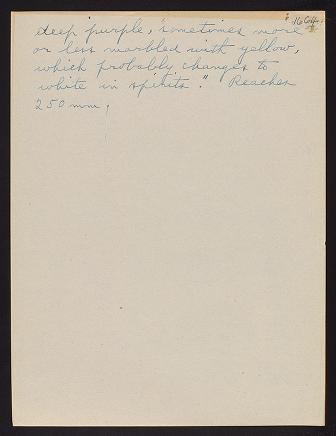 deep purple, sometimes more
or less marbled with yellow,
which probably changes to
white in spirits." Reaches
250 mm.